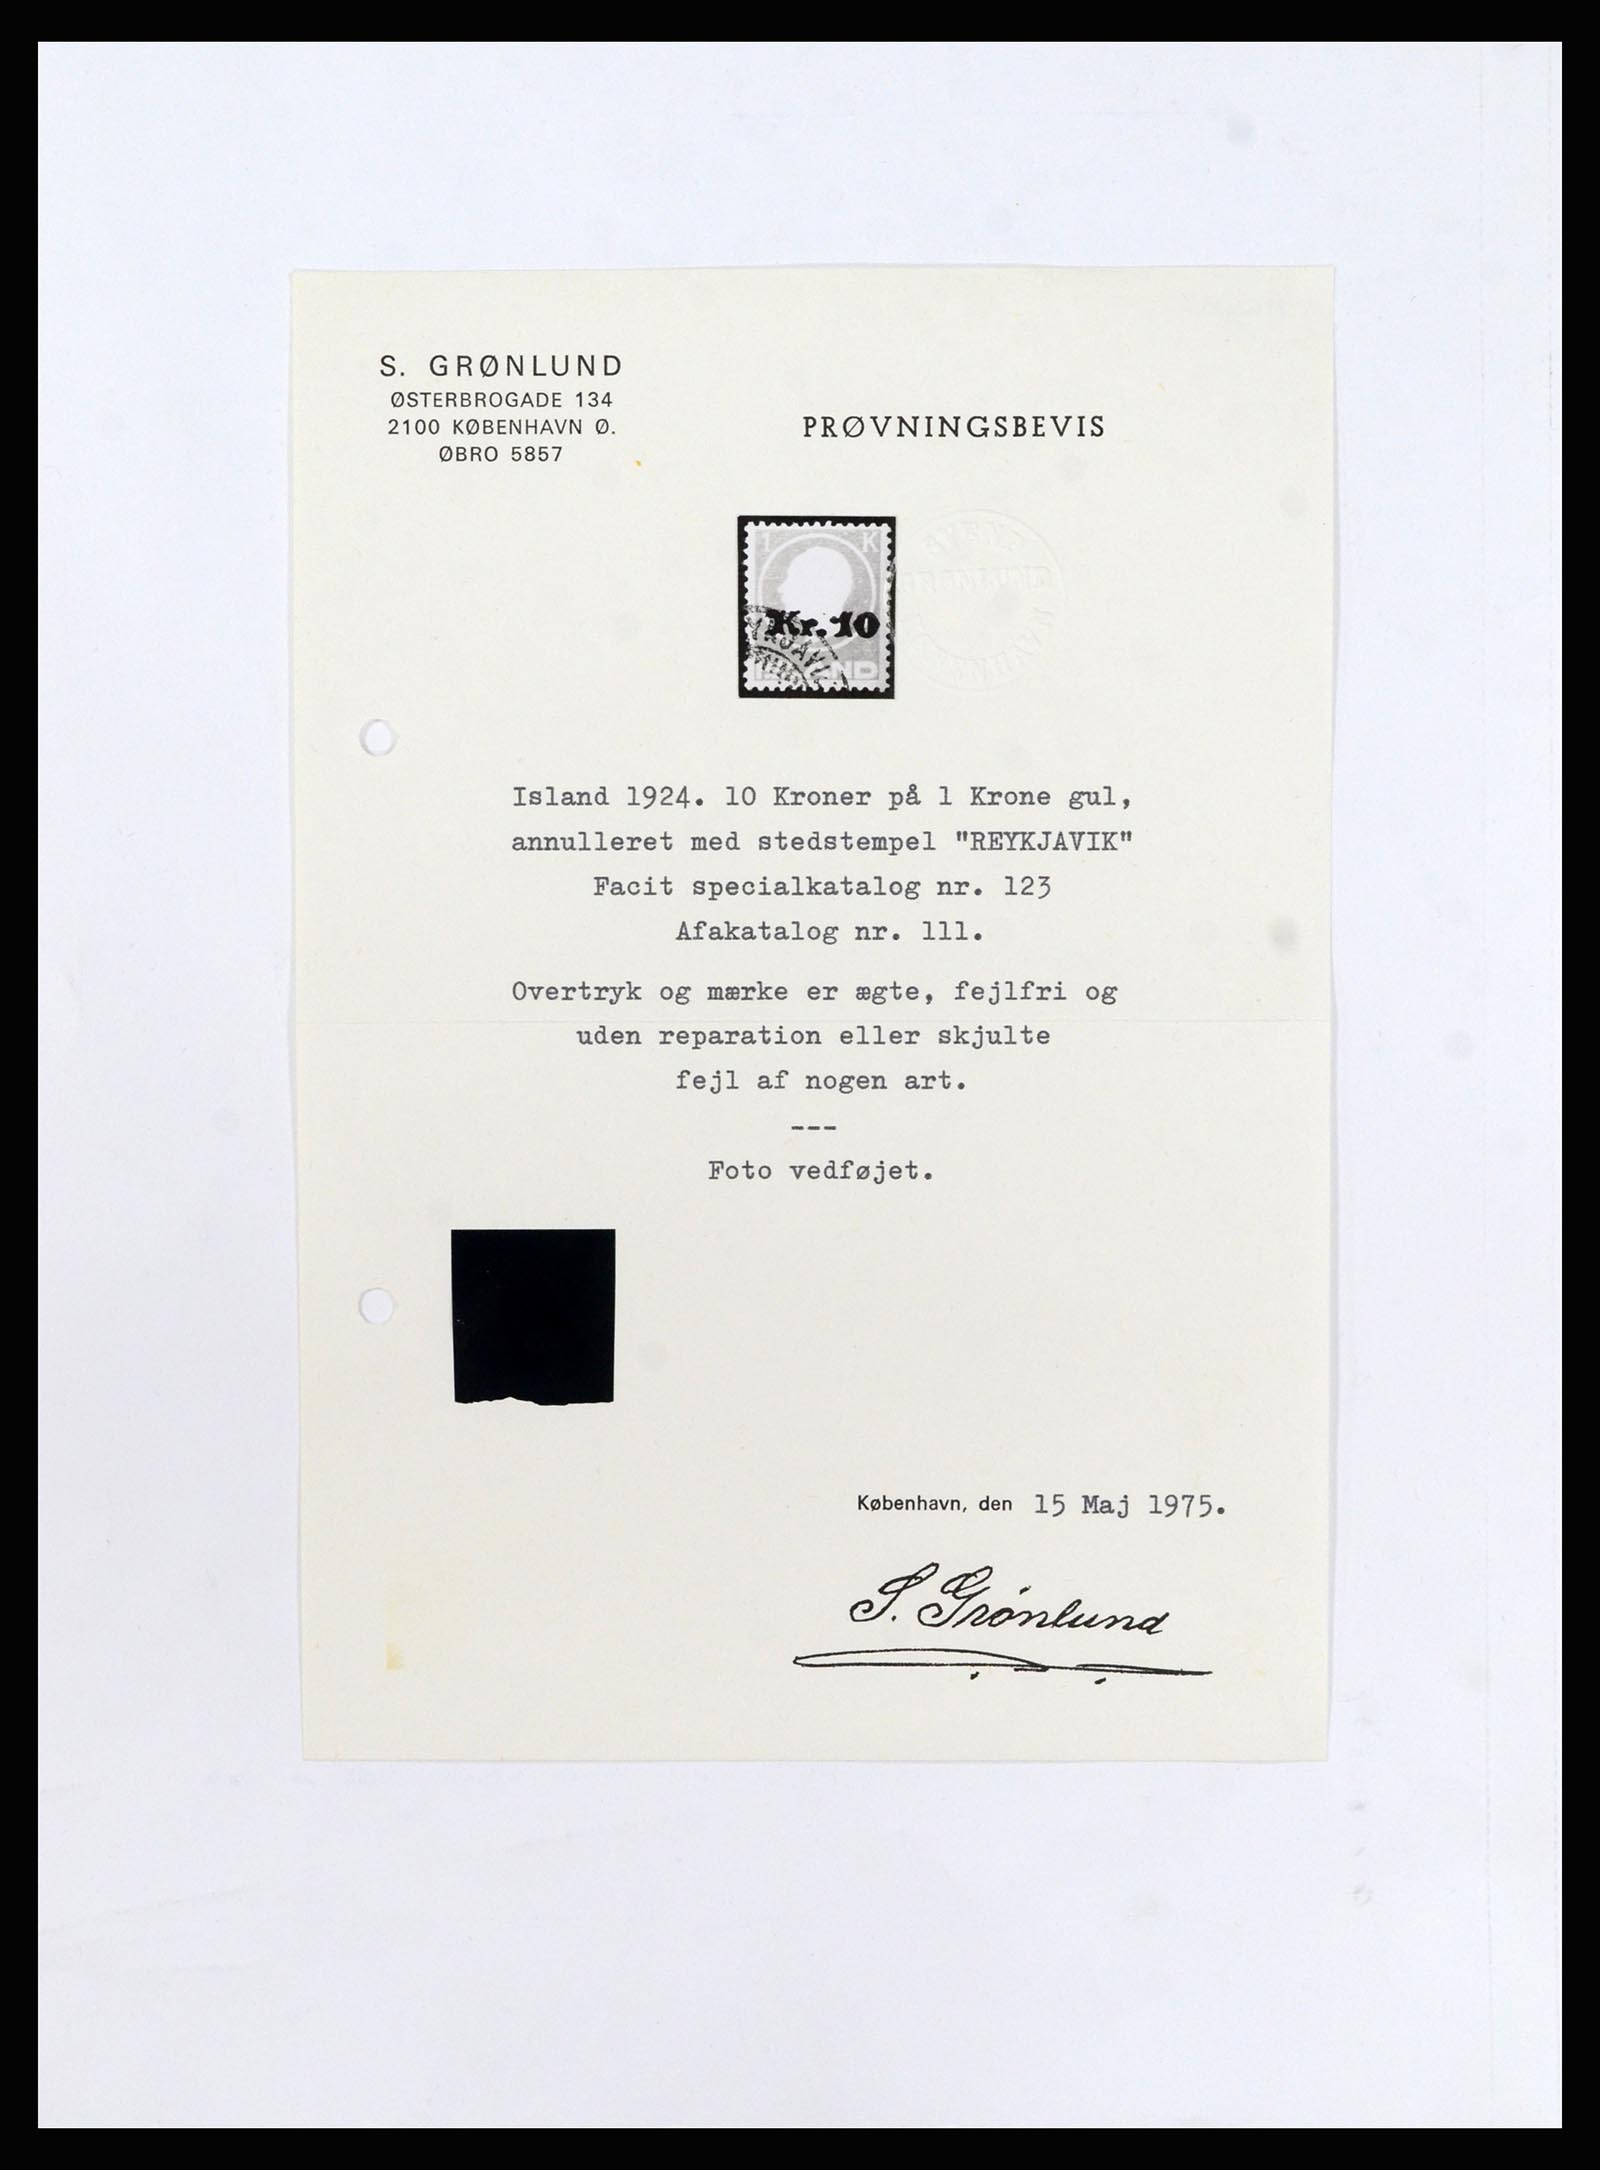 S. GRØNLUND
ØSTERBROGADE 134
2100 KØBENHAVN Ø.
ØBRO 5857
PRØVNINGSBEVIS
1 K
Kr. 10
Island 1924. 10 Kroner på 1 Krone gul,
annulleret med stedstempel "REYKJAVIK"
Facit specialkatalog nr. 123
Afakatalog nr. 111.
Overtryk og mærke er ægte, fejlfri og
uden reparation eller skjulte
fejl af nogen art.
---
Foto vedføjet.
København, den 15 Maj 1975.
S. Grönlund